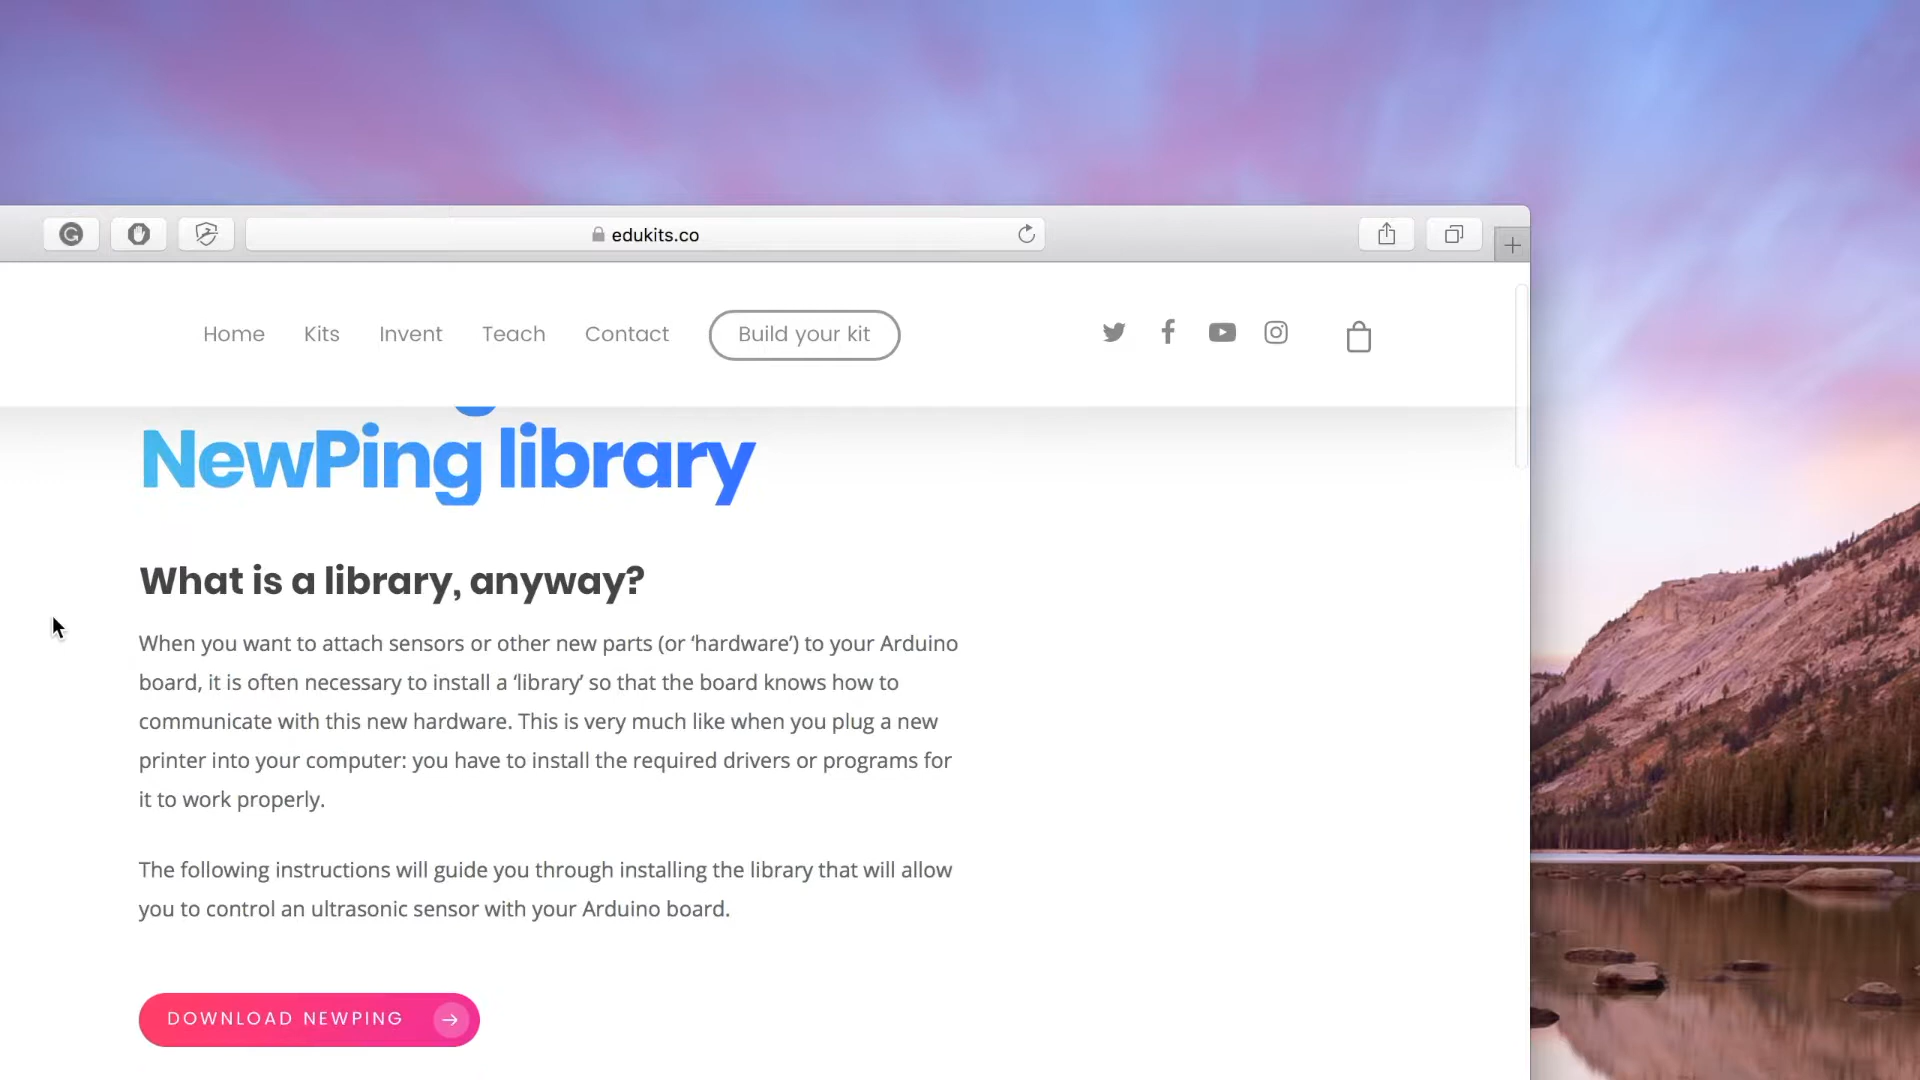 edukits.co
Home Kits Invent Teach Contact Build your kit
NewPing library
What is a library, anyway?
When you want to attach sensors or other new parts (or ‘hardware’) to your Arduino
board, it is often necessary to install a ‘library’ so that the board knows how to
communicate with this new hardware. This is very much like when you plug a new
printer into your computer: you have to install the required drivers or programs for
it to work properly.
The following instructions will guide you through installing the library that will allow
you to control an ultrasonic sensor with your Arduino board.
DOWNLOAD NEWPING